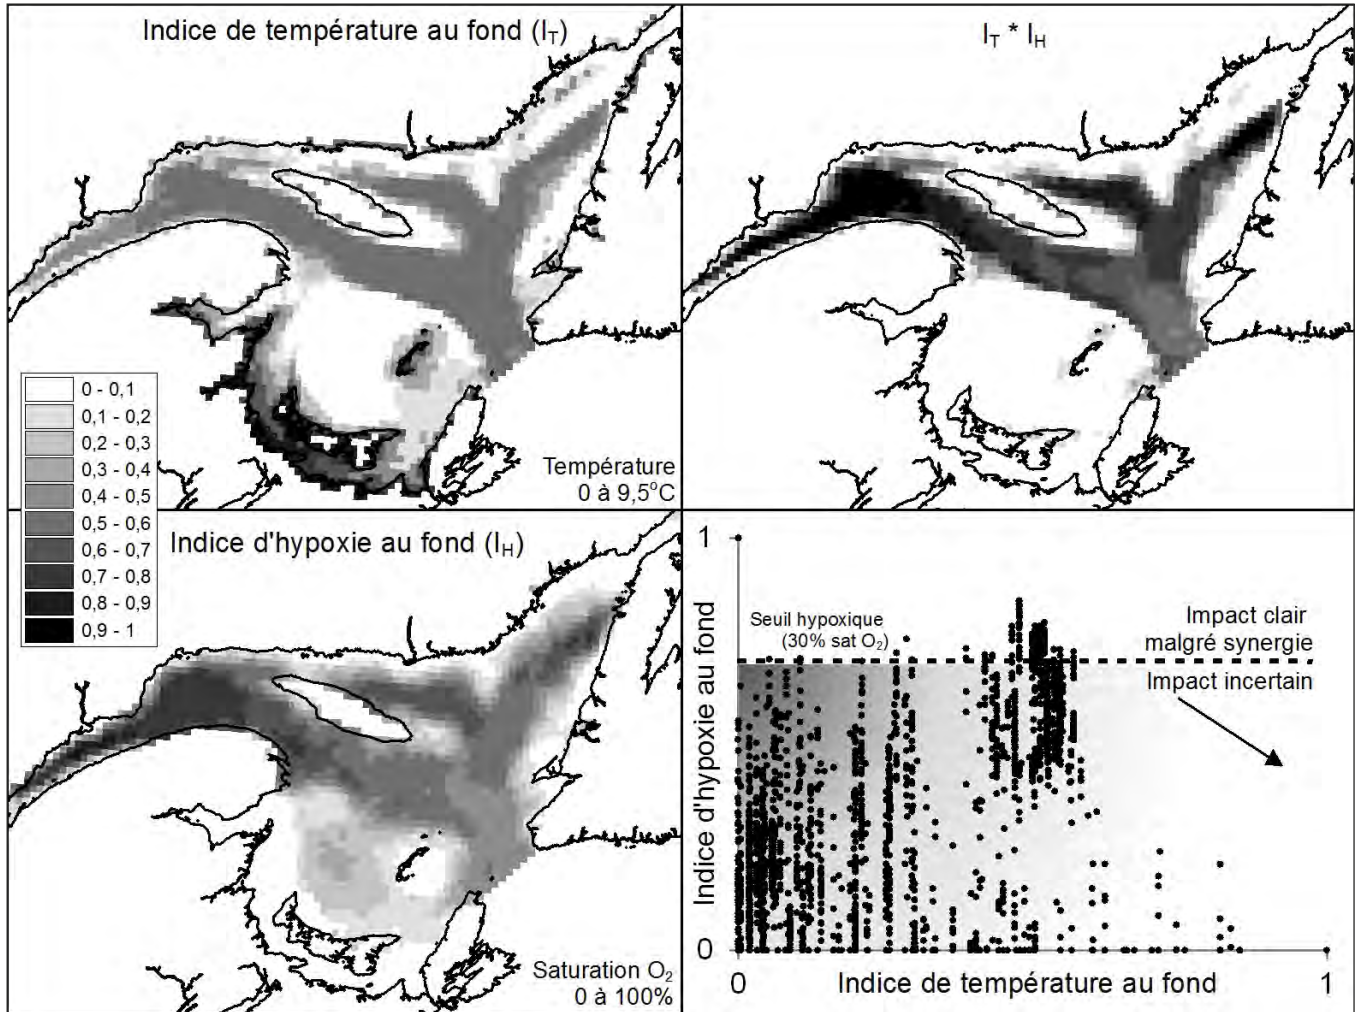 Indice de température au fond (I_T)
I_T * I_H
0 - 0,1
0,1 - 0,2
0,2 - 0,3
0,3 - 0,4
0,4 - 0,5
0,5 - 0,6
0,6 - 0,7
0,7 - 0,8
0,8 - 0,9
0,9 - 1
Température
0 à 9,5°C
Indice d'hypoxie au fond (I_H)
Saturation O₂
0 à 100%
1
Indice d'hypoxie au fond
Seuil hypoxique
(30% sat O₂)
Impact clair
malgré synergie
Impact incertain
0
0
Indice de température au fond
1